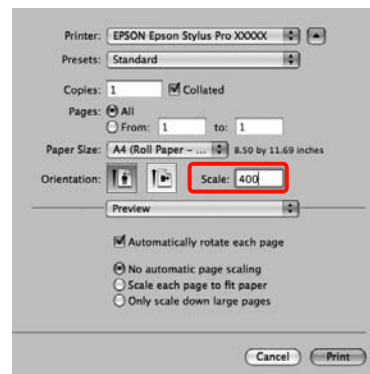 Printer: EPSON Epson Stylus Pro XXXXX
Presets: Standard
Copies: 1 Collated
Pages: All
From: 1 to: 1
Paper Size: A4 (Roll Paper – ... 8.50 by 11.69 inches
Orientation: Scale: 400
Preview
Automatically rotate each page
No automatic page scaling
Scale each page to fit paper
Only scale down large pages
Cancel Print